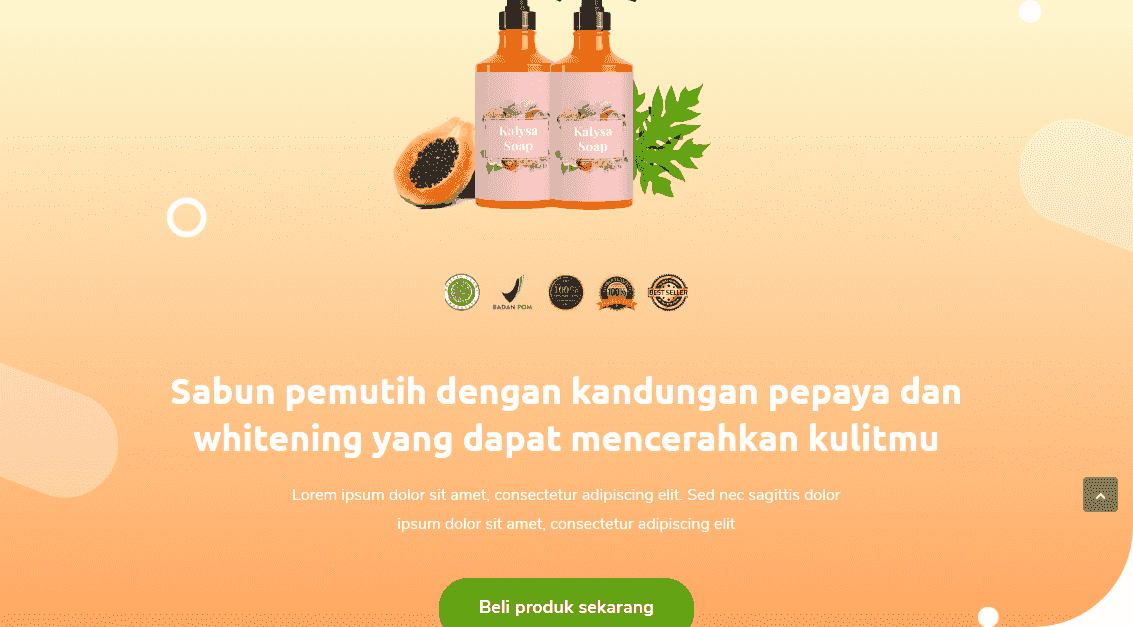 Kalysa
Soap
Kalysa
Soap
100%
100%
BEST SELLER
BADAN POM
Sabun pemutih dengan kandungan pepaya dan
whitening yang dapat mencerahkan kulitmu
Lorem ipsum dolor sit amet, consectetur adipiscing elit. Sed nec sagittis dolor
ipsum dolor sit amet, consectetur adipiscing elit
Beli produk sekarang